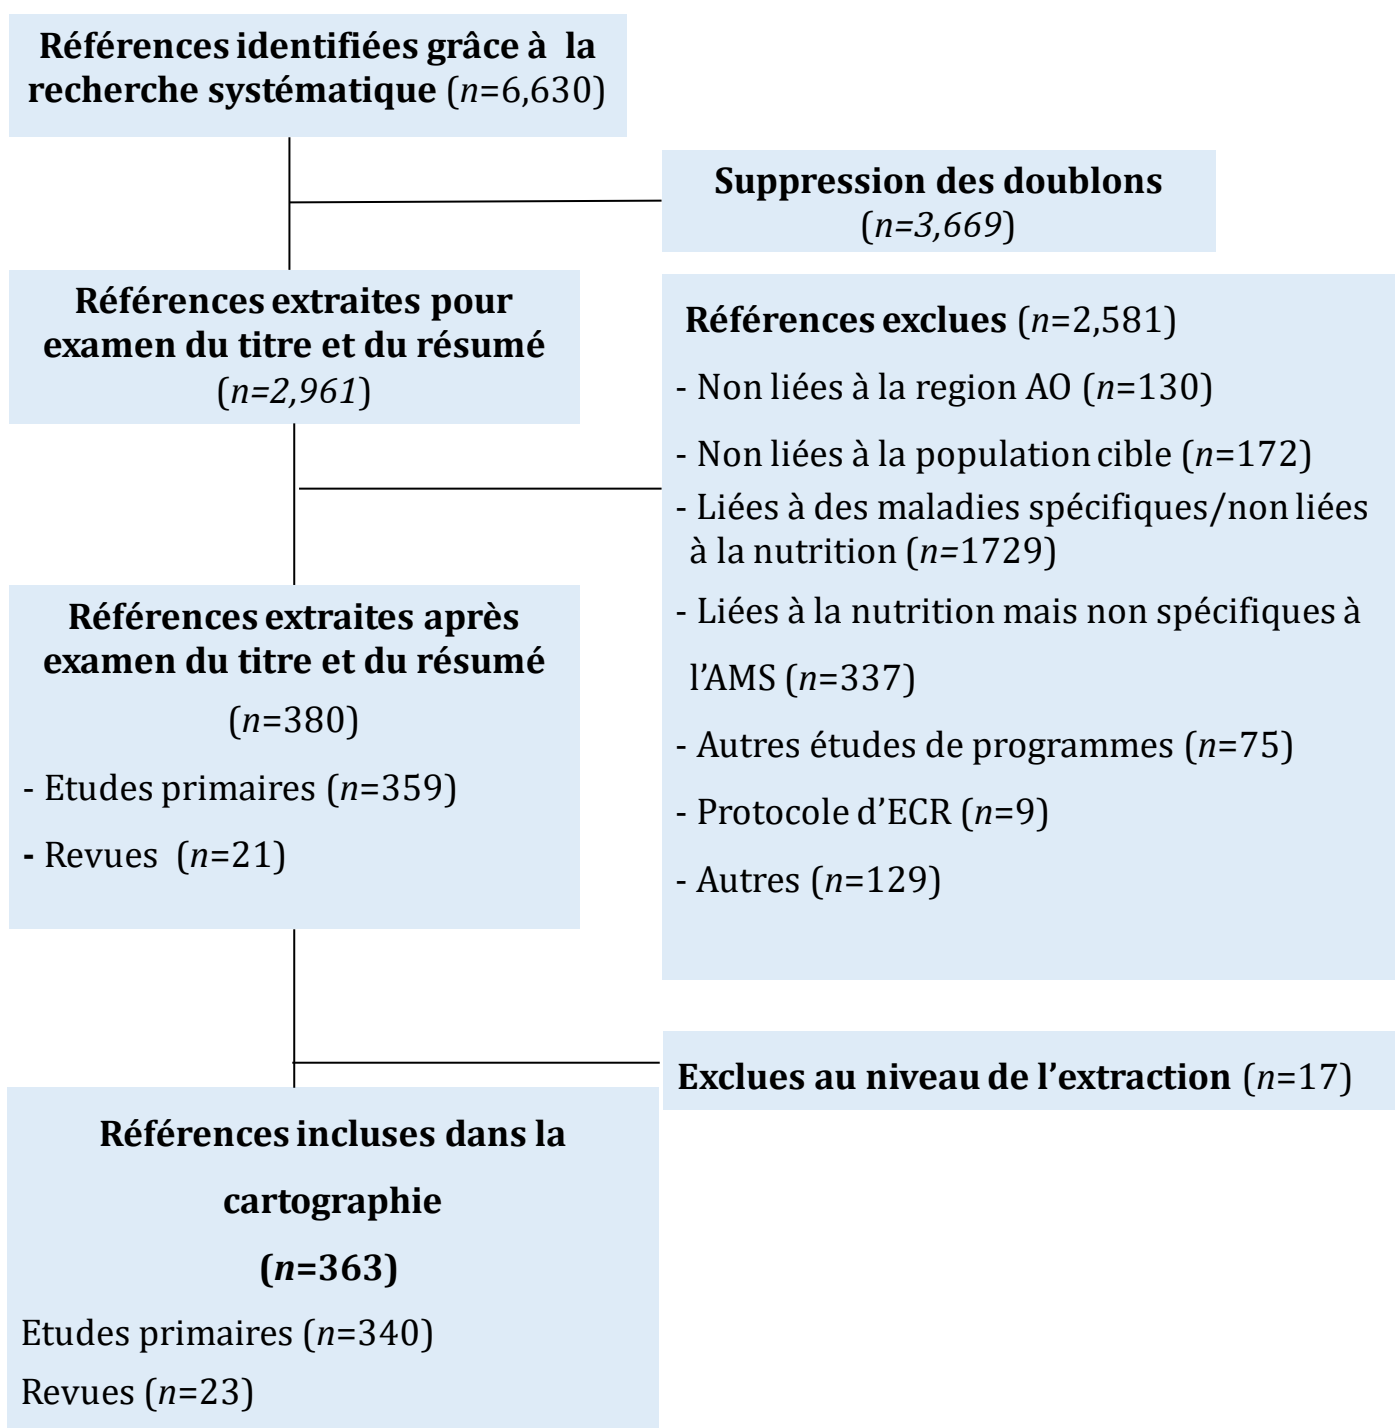 Références identifiées grâce à la
recherche systématique (n=6,630)
Suppression des doublons
(n=3,669)
Références extraites pour
examen du titre et du résumé
(n=2,961)
Références exclues (n=2,581)
- Non liées à la region AO (n=130)
- Non liées à la population cible (n=172)
- Liées à des maladies spécifiques/non liées
à la nutrition (n=1729)
- Liées à la nutrition mais non spécifiques à
l’AMS (n=337)
- Autres études de programmes (n=75)
- Protocole d’ECR (n=9)
- Autres (n=129)
Références extraites après
examen du titre et du résumé
(n=380)
- Etudes primaires (n=359)
- Revues (n=21)
Exclues au niveau de l’extraction (n=17)
Références incluses dans la
cartographie
(n=363)
Etudes primaires (n=340)
Revues (n=23)